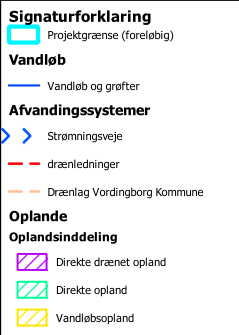 Signaturforklaring
Projektgrænse (foreløbig)
Vandløb
Vandløb og grøfter
Afvandingssystemer
Strømningsveje
drænledninger
Drænlag Vordingborg Kommune
Oplande
Oplandsinddeling
Direkte drænet opland
Direkte opland
Vandløbsopland